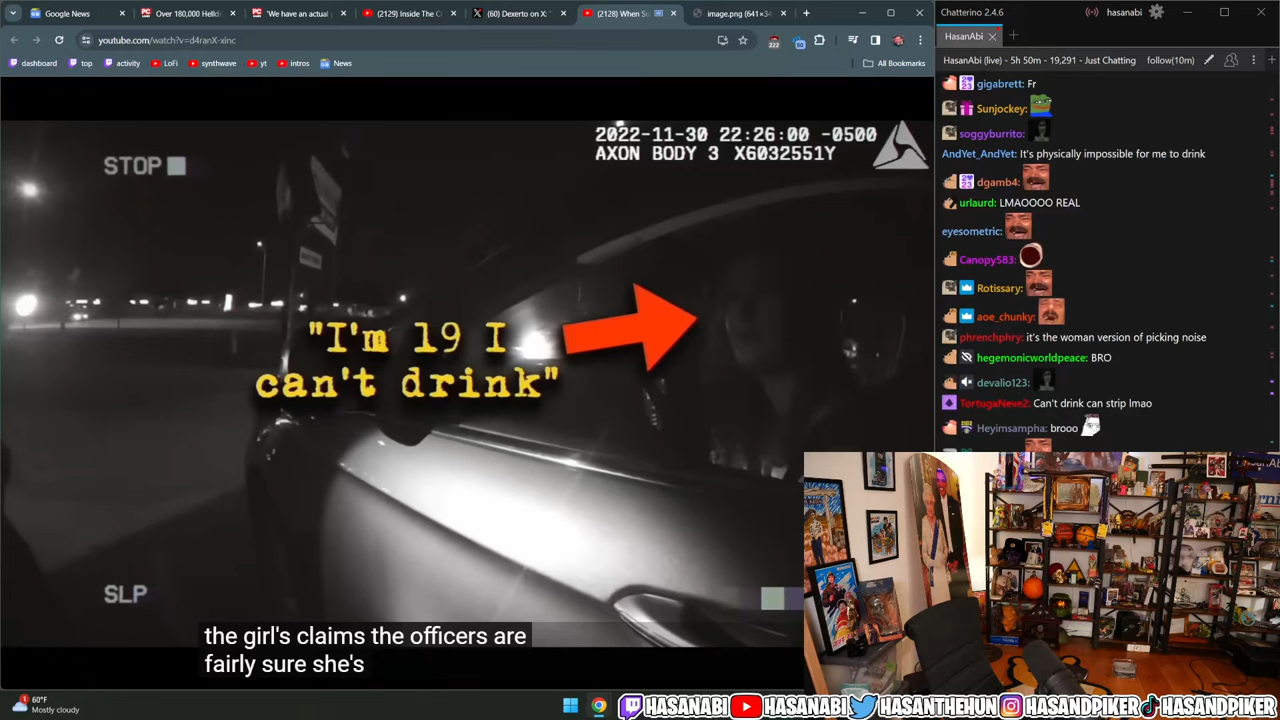 Google News
Over 180,000 Helld
'We have an actual
(2129) Inside The C
(60) Dexerto on X: "
(2128) When S
image.png (641×34
youtube.com/watch?v=d4ranX-xinc
222
dashboard
top
activity
LoFi
synthwave
yt
intros
News
All Bookmarks
STOP
2022-11-30 22:26:00 -0500
AXON BODY 3 X6032551Y
"I'm 19 I
can't drink"
SLP
the girl's claims the officers are
fairly sure she's
Chatterino 2.4.6
hasanabi
HasanAbi
HasanAbi (live) - 5h 50m - 19,291 - Just Chatting
follow(10m)
gigabrett: Fr
Sunjockey:
soggyburrito:
AndYet_AndYet: It's physically impossible for me to drink
dgamb4:
urlaurd: LMAOOOO REAL
eyesometric:
Canopy583:
Rotissary:
aoe_chunky:
phrenchphry: it's the woman version of picking noise
hegemonicworldpeace: BRO
devalio123:
TortugaNeve2: Can't drink can strip lmao
Heyimsampha: brooo
60°F
Mostly cloudy
HASANABI
HASANABI
HASANTHEHUN
HASANDPIKER
HASANDPIKER